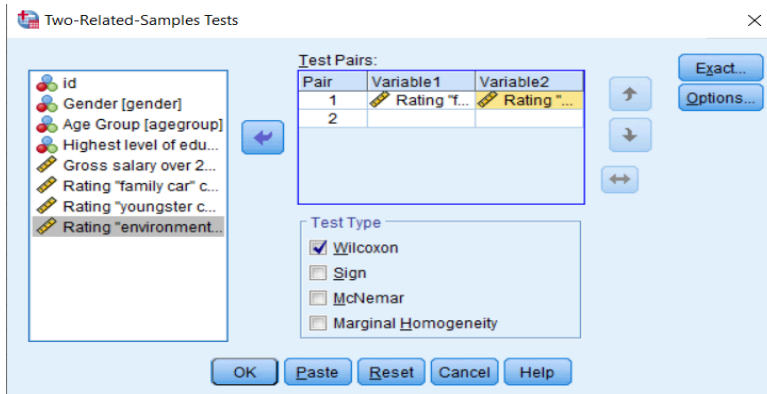 Two-Related-Samples Tests
id
Gender [gender]
Age Group [agegroup]
Highest level of edu...
Gross salary over 2...
Rating "family car" c...
Rating "youngster c...
Rating "environment...
Test Pairs:
Pair Variable1 Variable2
1 Rating "f... Rating "...
2
Test Type
Wilcoxon
Sign
McNemar
Marginal Homogeneity
Exact...
Options...
OK Paste Reset Cancel Help